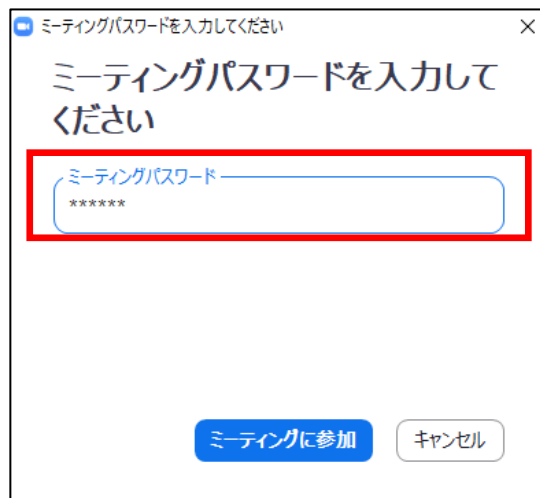 ミーティングパスワードを入力してください
ミーティングパスワードを入力して
ください
ミーティングパスワード
******
ミーティングに参加
キャンセル